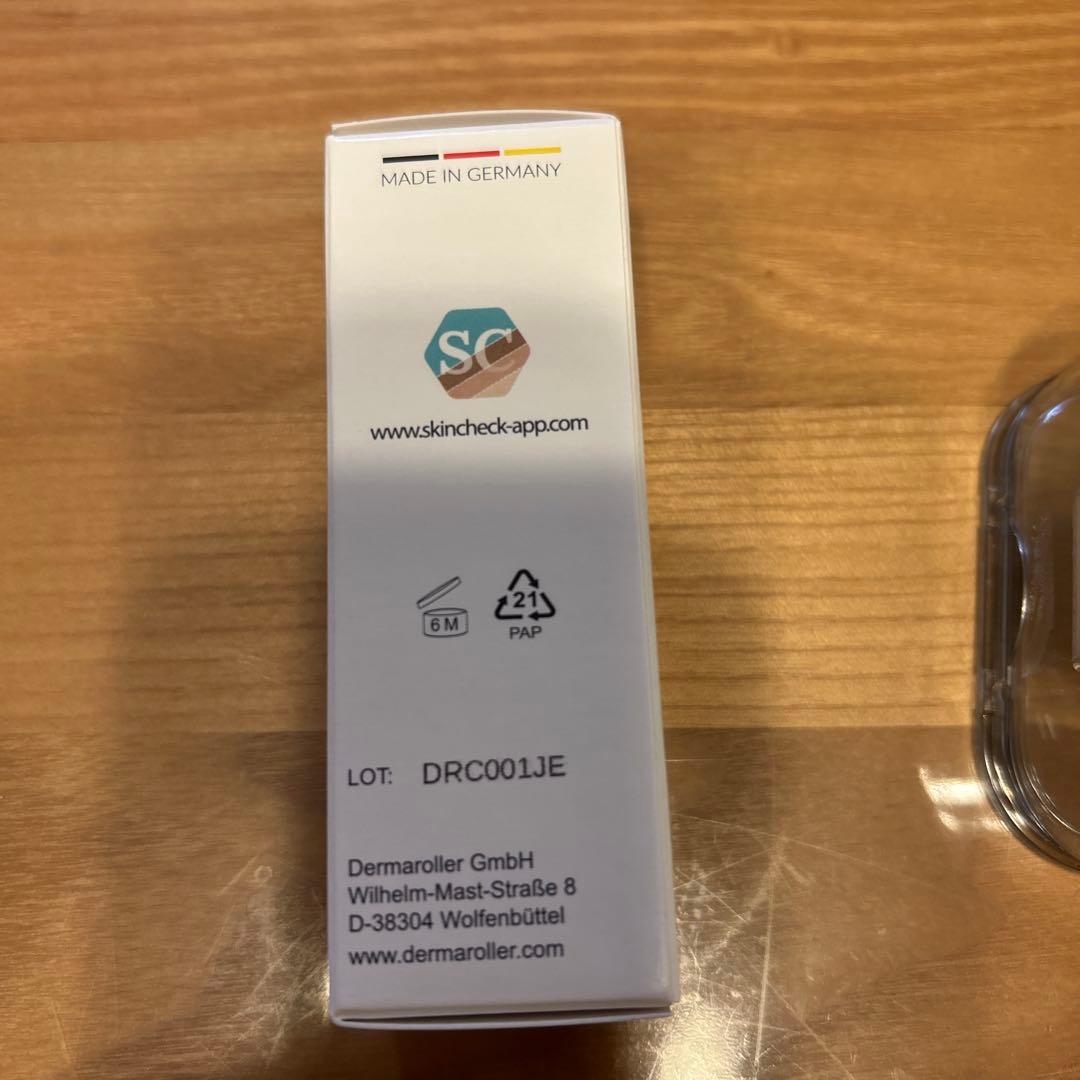 MADE IN GERMANY
SC
www.skincheck-app.com
6 M
21
PAP
LOT: DRC001JE
Dermaroller GmbH
Wilhelm-Mast-Straße 8
D-38304 Wolfenbüttel
www.dermaroller.com